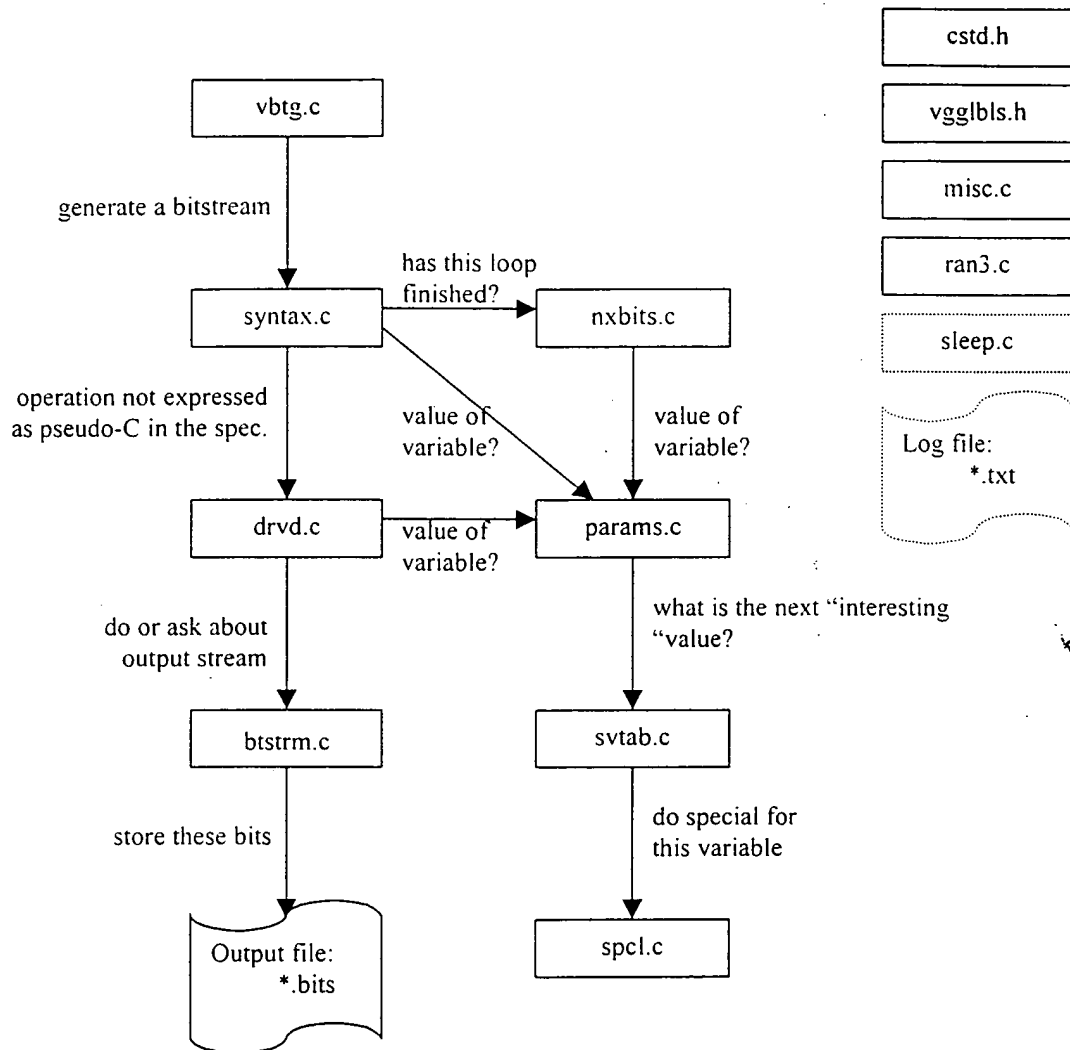 cstd.h
vbtg.c
vgglbls.h
misc.c
generate a bitstream
has this loop
finished?
ran3.c
syntax.c
nxbits.c
sleep.c
operation not expressed
as pseudo-C in the spec.
value of
variable?
value of
variable?
Log file:
*.txt
drvd.c
value of
variable?
params.c
do or ask about
output stream
what is the next “interesting
“value?
btstrm.c
svtab.c
store these bits
do special for
this variable
Output file:
*.bits
spcl.c